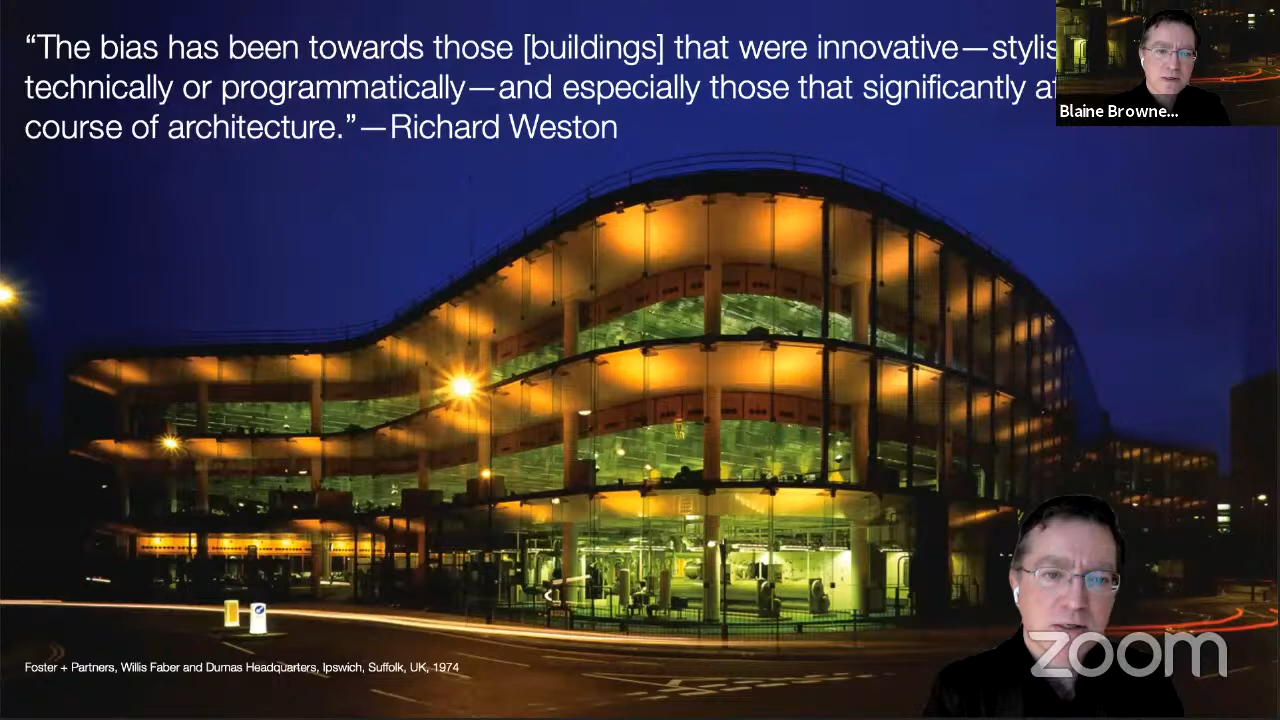 “The bias has been towards those [buildings] that were innovative—stylis
technically or programmatically—and especially those that significantly
course of architecture.”—Richard Weston
Blaine Browne...
zoom
Foster + Partners, Willis Faber and Dumas Headquarters, Ipswich, Suffolk, UK, 1974